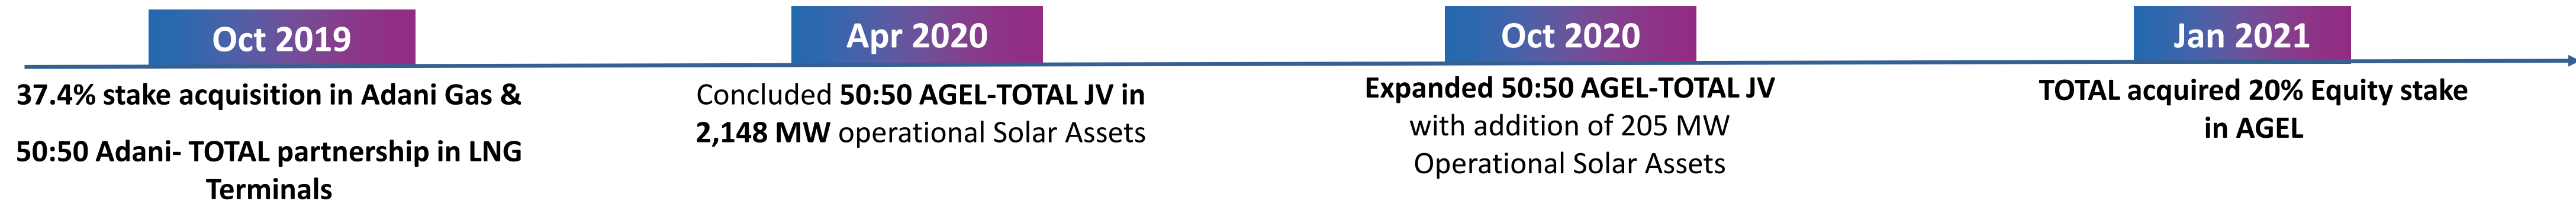 Oct 2019
37.4% stake acquisition in Adani Gas &
50:50 Adani- TOTAL partnership in LNG
Terminals
Apr 2020
Concluded 50:50 AGEL-TOTAL JV in
2,148 MW operational Solar Assets
Oct 2020
Expanded 50:50 AGEL-TOTAL JV
with addition of 205 MW
Operational Solar Assets
Jan 2021
TOTAL acquired 20% Equity stake
in AGEL